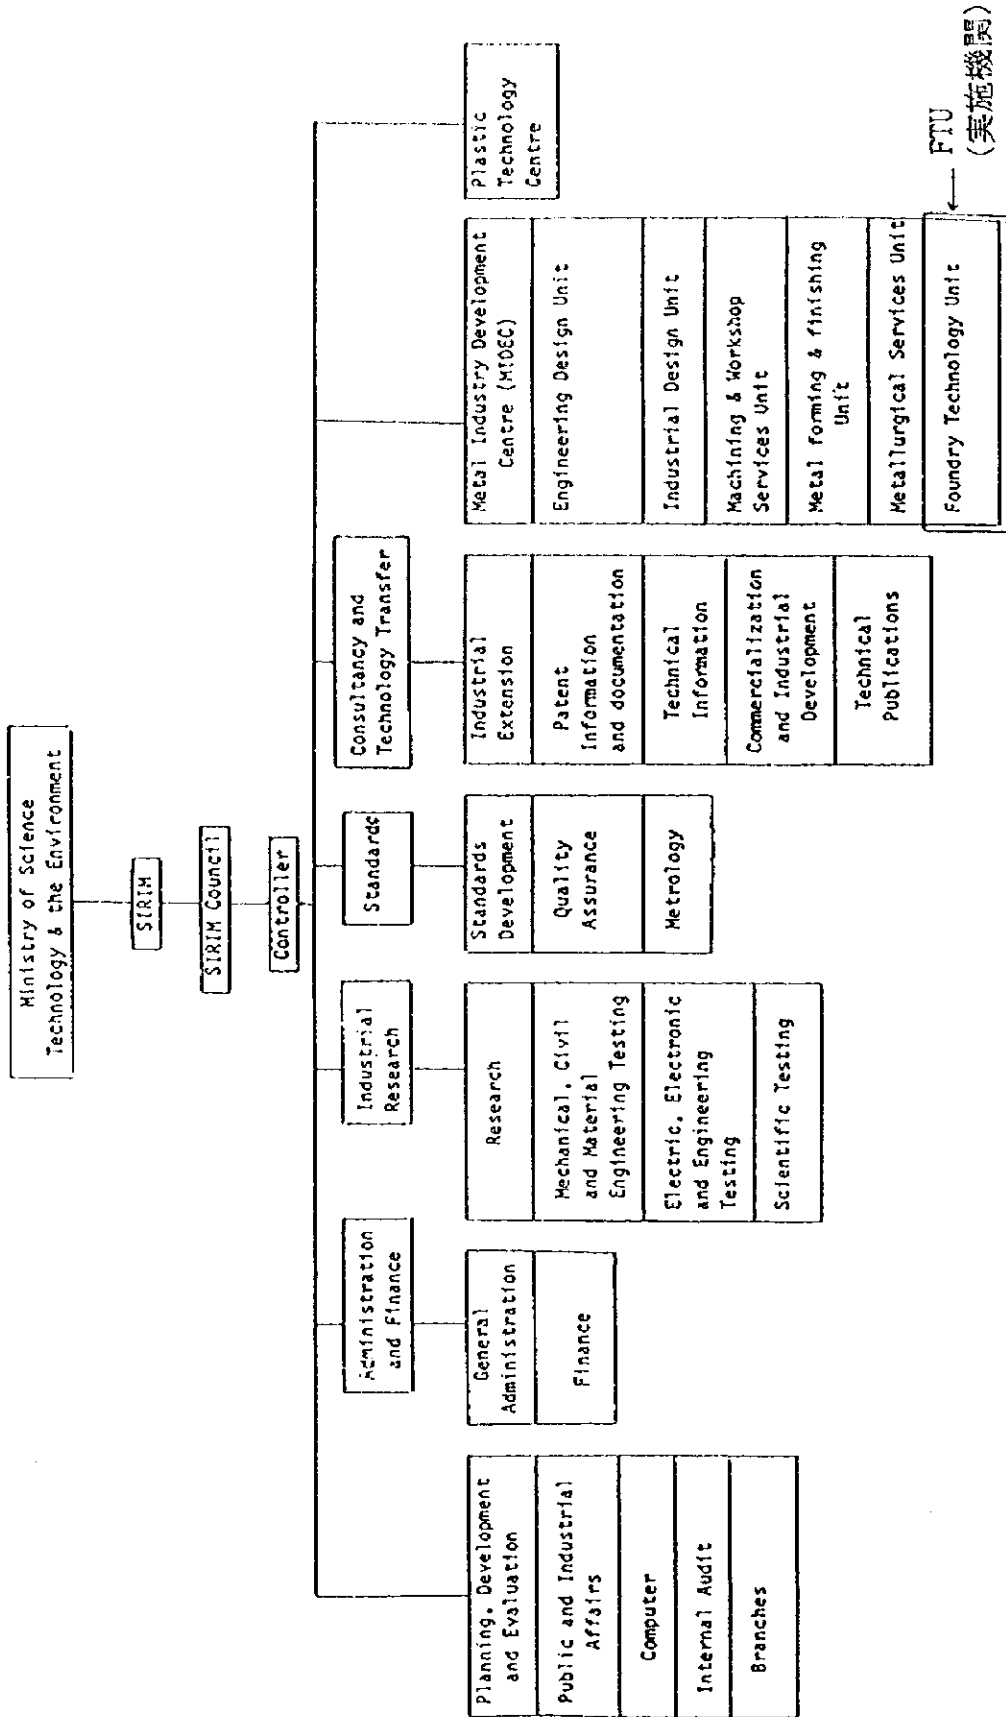 Ministry of Science
Technology & the Environment
SIRIM
SIRIM Council
Controller
Planning, Development
and Evaluation
Public and Industrial
Affairs
Computer
Internal Audit
Branches
Administration
and Finance
General
Administration
Finance
Industrial
Research
Research
Mechanical, Civil
and Material
Engineering Testing
Electric, Electronic
and Engineering
Testing
Scientific Testing
Standards
Standards
Development
Quality
Assurance
Metrology
Consultancy and
Technology Transfer
Industrial
Extension
Patent
Information
and documentation
Technical
Information
Commercialization
and Industrial
Development
Technical
Publications
Metal Industry Development
Centre (MIDEC)
Engineering Design Unit
Industrial Design Unit
Machining & Workshop
Services Unit
Metal forming & finishing
Unit
Metallurgical Services Unit
Foundry Technology Unit
← FTU
(実施機関)
Plastic
Technology
Centre